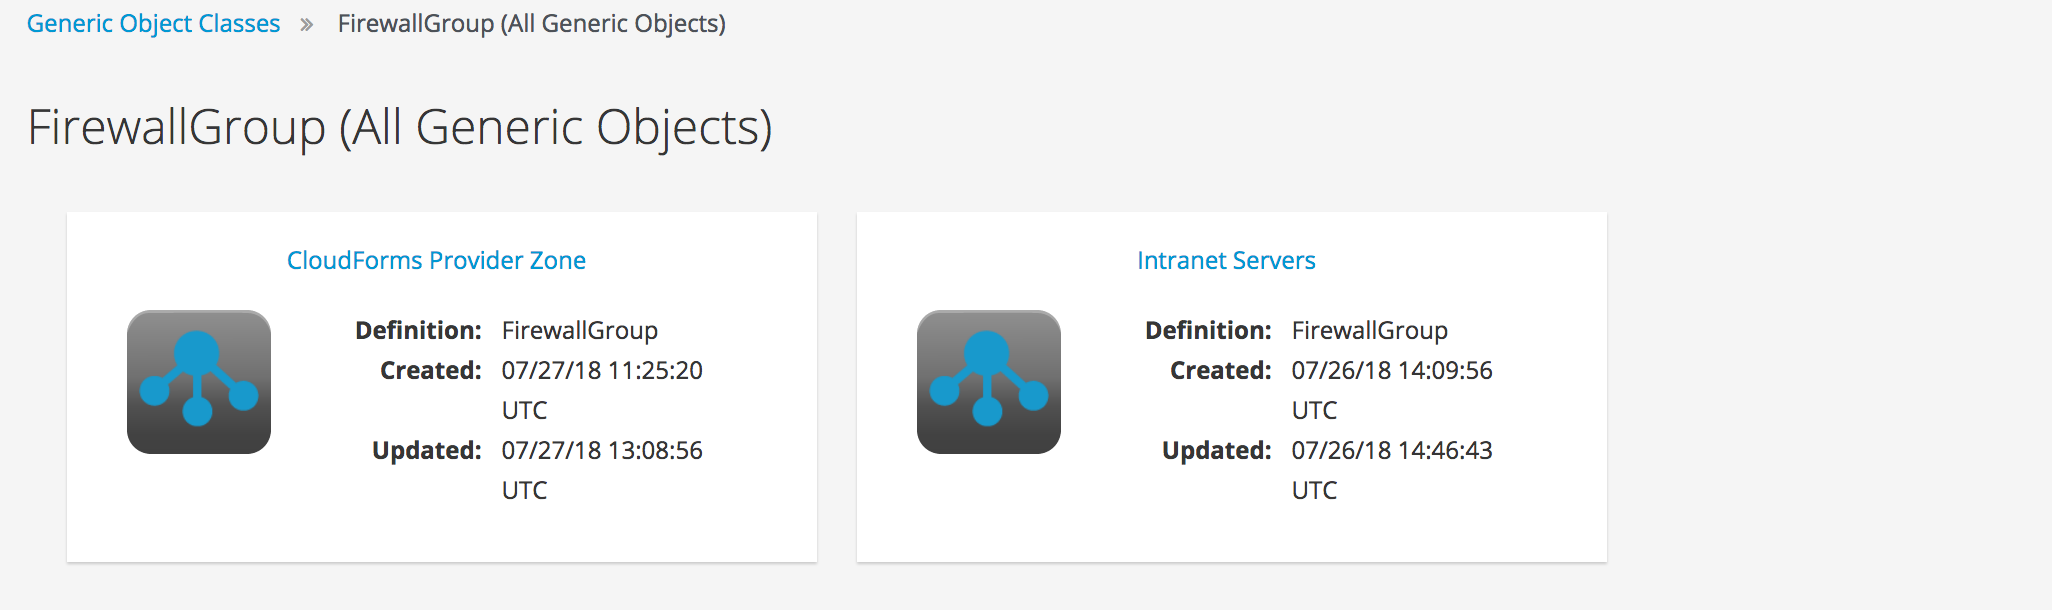 Generic Object Classes » FirewallGroup (All Generic Objects)
FirewallGroup (All Generic Objects)
CloudForms Provider Zone
Definition: FirewallGroup
Created: 07/27/18 11:25:20
UTC
Updated: 07/27/18 13:08:56
UTC
Intranet Servers
Definition: FirewallGroup
Created: 07/26/18 14:09:56
UTC
Updated: 07/26/18 14:46:43
UTC